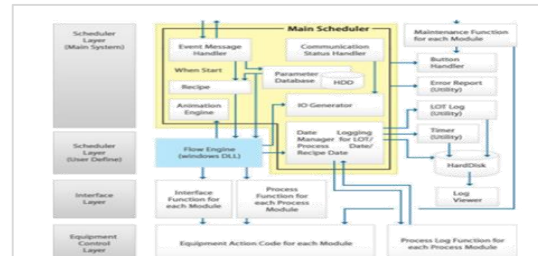 Scheduler
Layer
(Main System)
Main Scheduler
Event Message
Handler
Communication
Status Handler
Maintenance Function
for each Module
When Start
Parameter
Database
HDD
Button
Handler
Recipe
Error Report
(Utility)
Animation
Engine
IO Generator
LOT Log
(Utility)
Scheduler
Layer
(User Define)
Flow Engine
(windows DLL)
Date Logging
Manager for LOT/
Process Date/
Recipe Date
Timer
(Utility)
HardDisk
Interface
Layer
Interface
Function for
each Module
Process
Function for
each Process
Module
Log
Viewer
Equipment
Control
Layer
Equipment Action Code for each Module
Process Log Function for
each Process Module